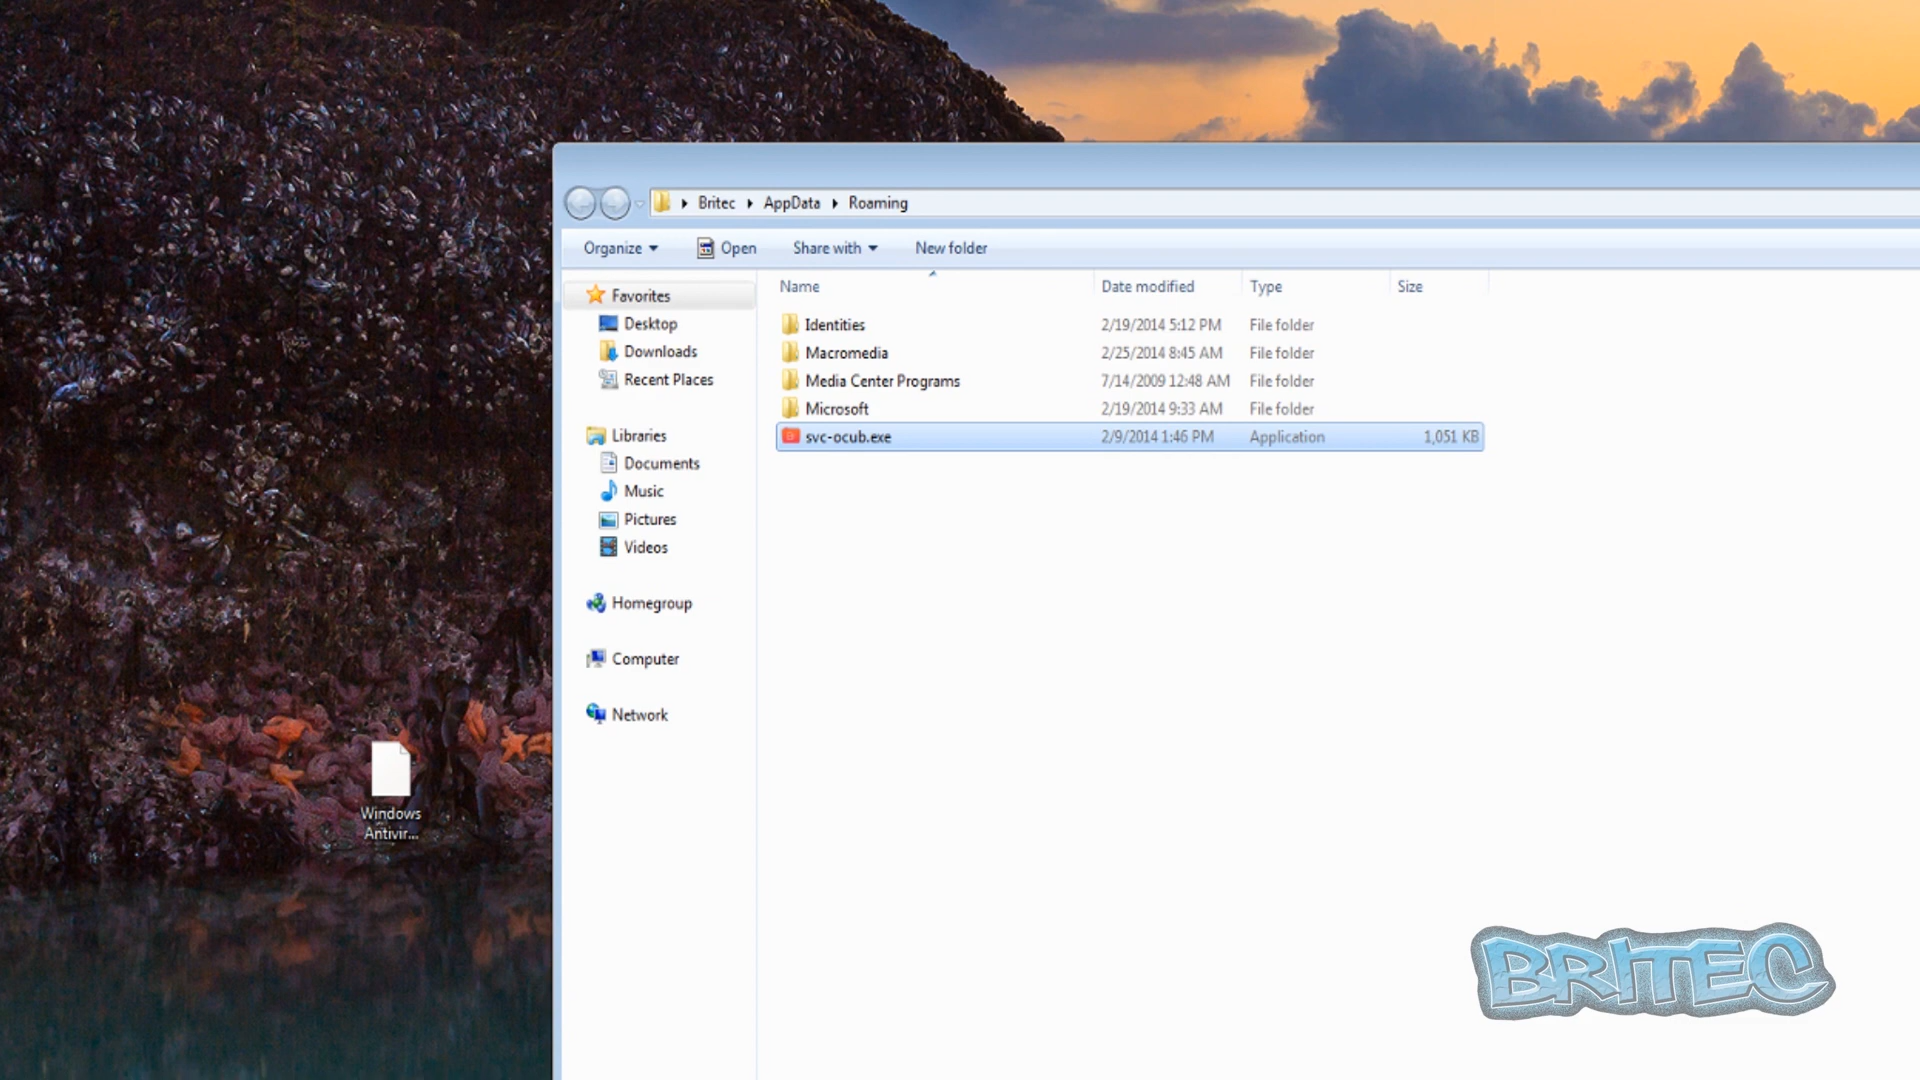 Britec AppData Roaming
Organize Open Share with New folder
Name Date modified Type Size
Favorites
Desktop
Downloads
Recent Places
Libraries
Documents
Music
Pictures
Videos
Homegroup
Computer
Network
Identities 2/19/2014 5:12 PM File folder
Macromedia 2/25/2014 8:45 AM File folder
Media Center Programs 7/14/2009 12:48 AM File folder
Microsoft 2/19/2014 9:33 AM File folder
svc-ocub.exe 2/9/2014 1:46 PM Application 1,051 KB
Windows
Antivir...
BRITEC